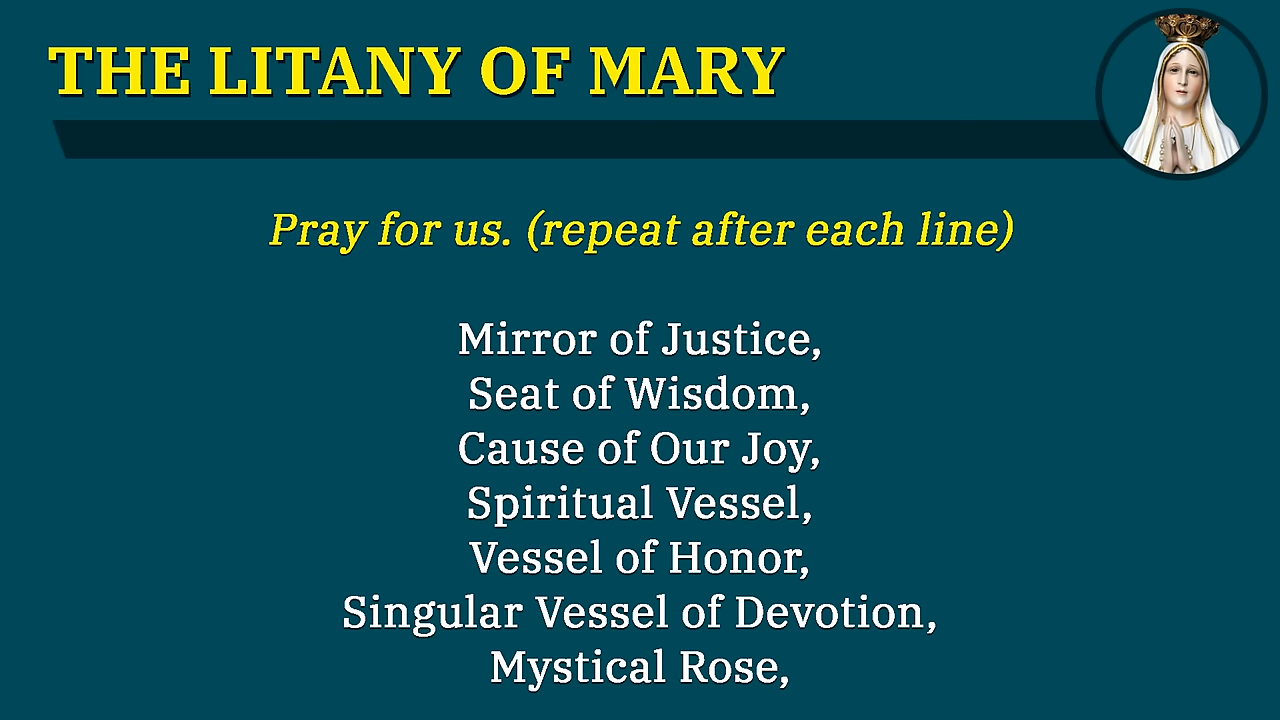 THE LITANY OF MARY
Pray for us. (repeat after each line)
Mirror of Justice,
Seat of Wisdom,
Cause of Our Joy,
Spiritual Vessel,
Vessel of Honor,
Singular Vessel of Devotion,
Mystical Rose,